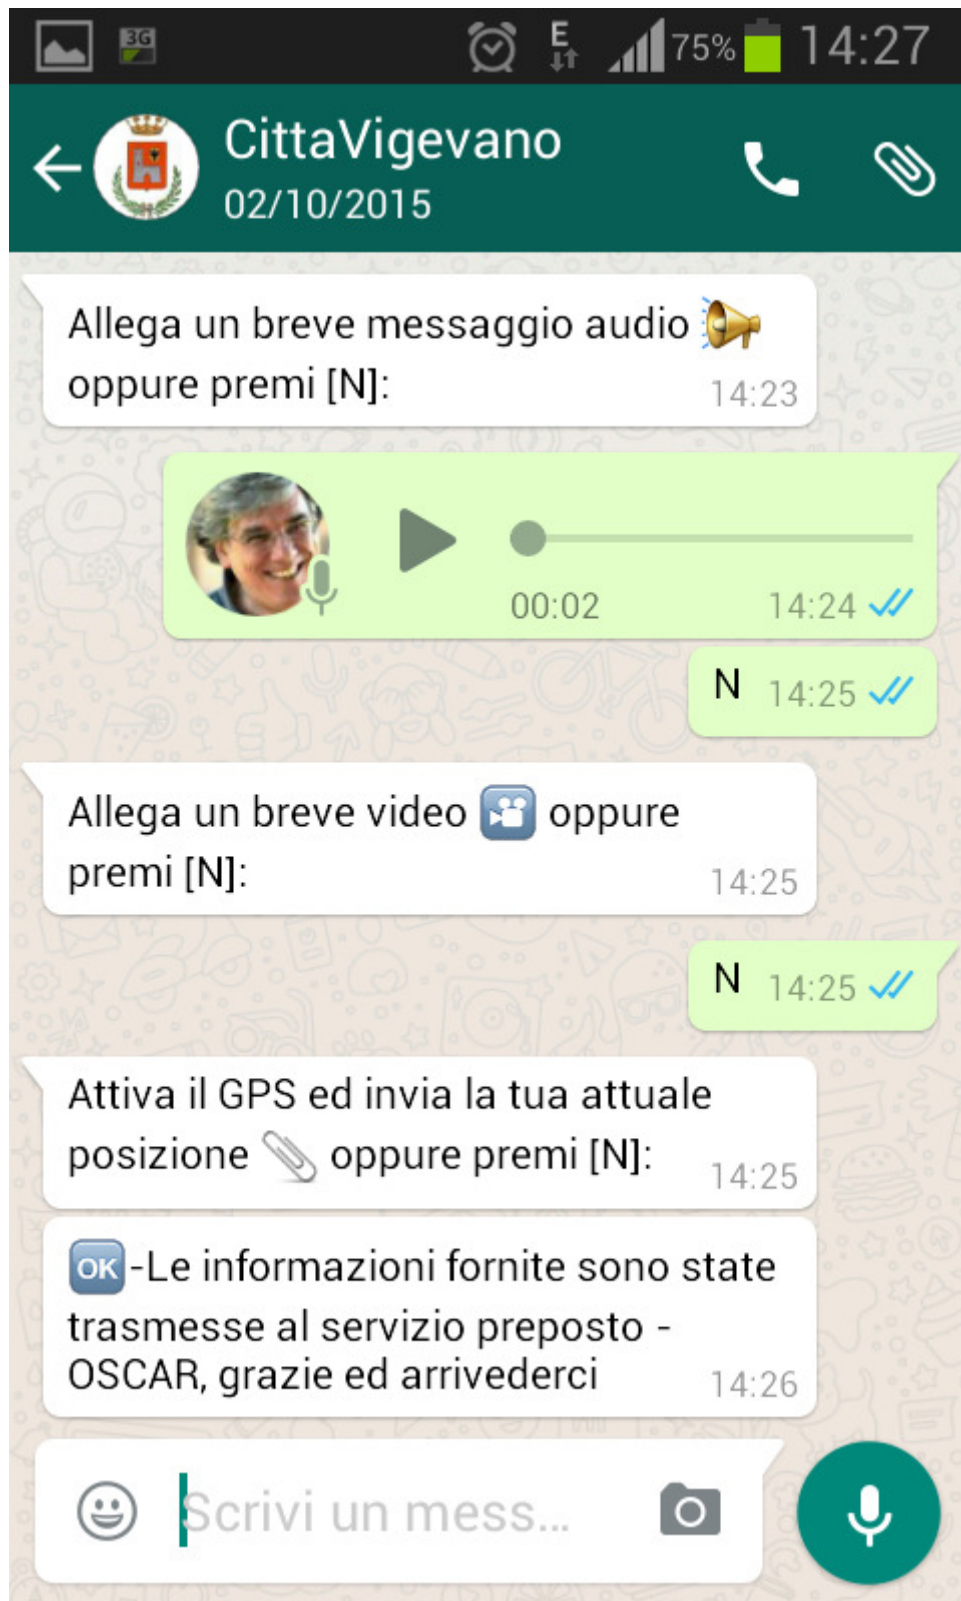 3G E 75% 14:27
CittaVigevano
02/10/2015
Allega un breve messaggio audio
oppure premi [N]: 14:23
00:02 14:24
N 14:25
Allega un breve video oppure
premi [N]: 14:25
N 14:25
Attiva il GPS ed invia la tua attuale
posizione oppure premi [N]: 14:25
OK-Le informazioni fornite sono state
trasmesse al servizio preposto -
OSCAR, grazie ed arrivederci 14:26
Scrivi un mess...